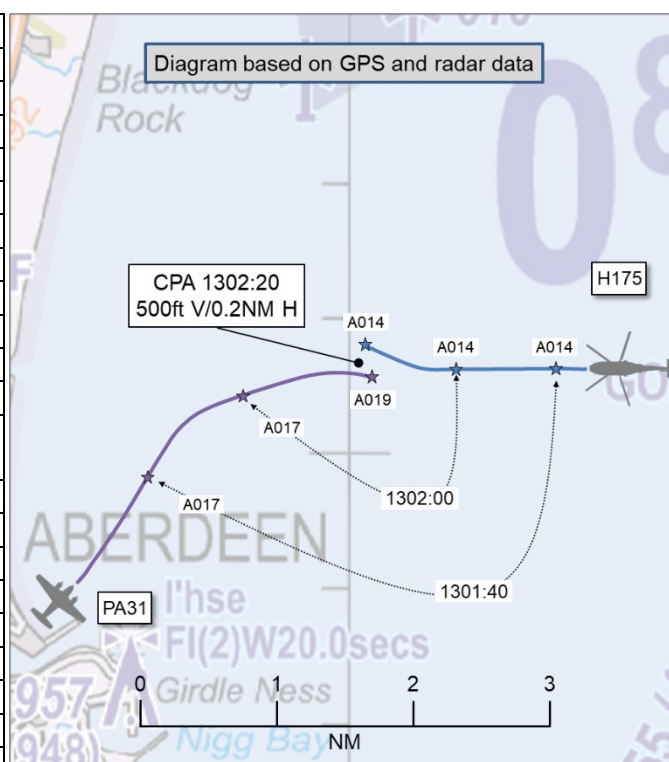 Diagram based on GPS and radar data
Blackdog
Rock
08
F
CPA 1302:20
500ft V/0.2NM H
H175
A014
A014
A014
A019
A017
A017
1302:00
1301:40
ABERDEEN
PA31
l'hse
Fl(2)W20.0secs
957
948)
Girdle Ness
Nigg Bay
0 1 2 3
NM